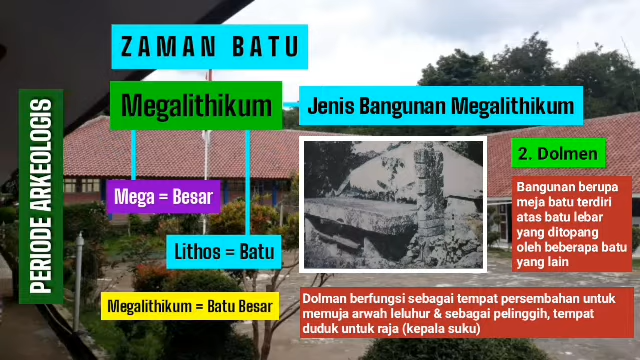 ZAMAN BATU
Megalithikum
Jenis Bangunan Megalithikum
PERIODE ARKEOLOGIS
2. Dolmen
Mega = Besar
Bangunan berupa
meja batu terdiri
atas batu lebar
yang ditopang
oleh beberapa batu
yang lain
Lithos = Batu
Megalithikum = Batu Besar
Dolman berfungsi sebagai tempat persembahan untuk
memuja arwah leluhur & sebagai pelinggih, tempat
duduk untuk raja (kepala suku)